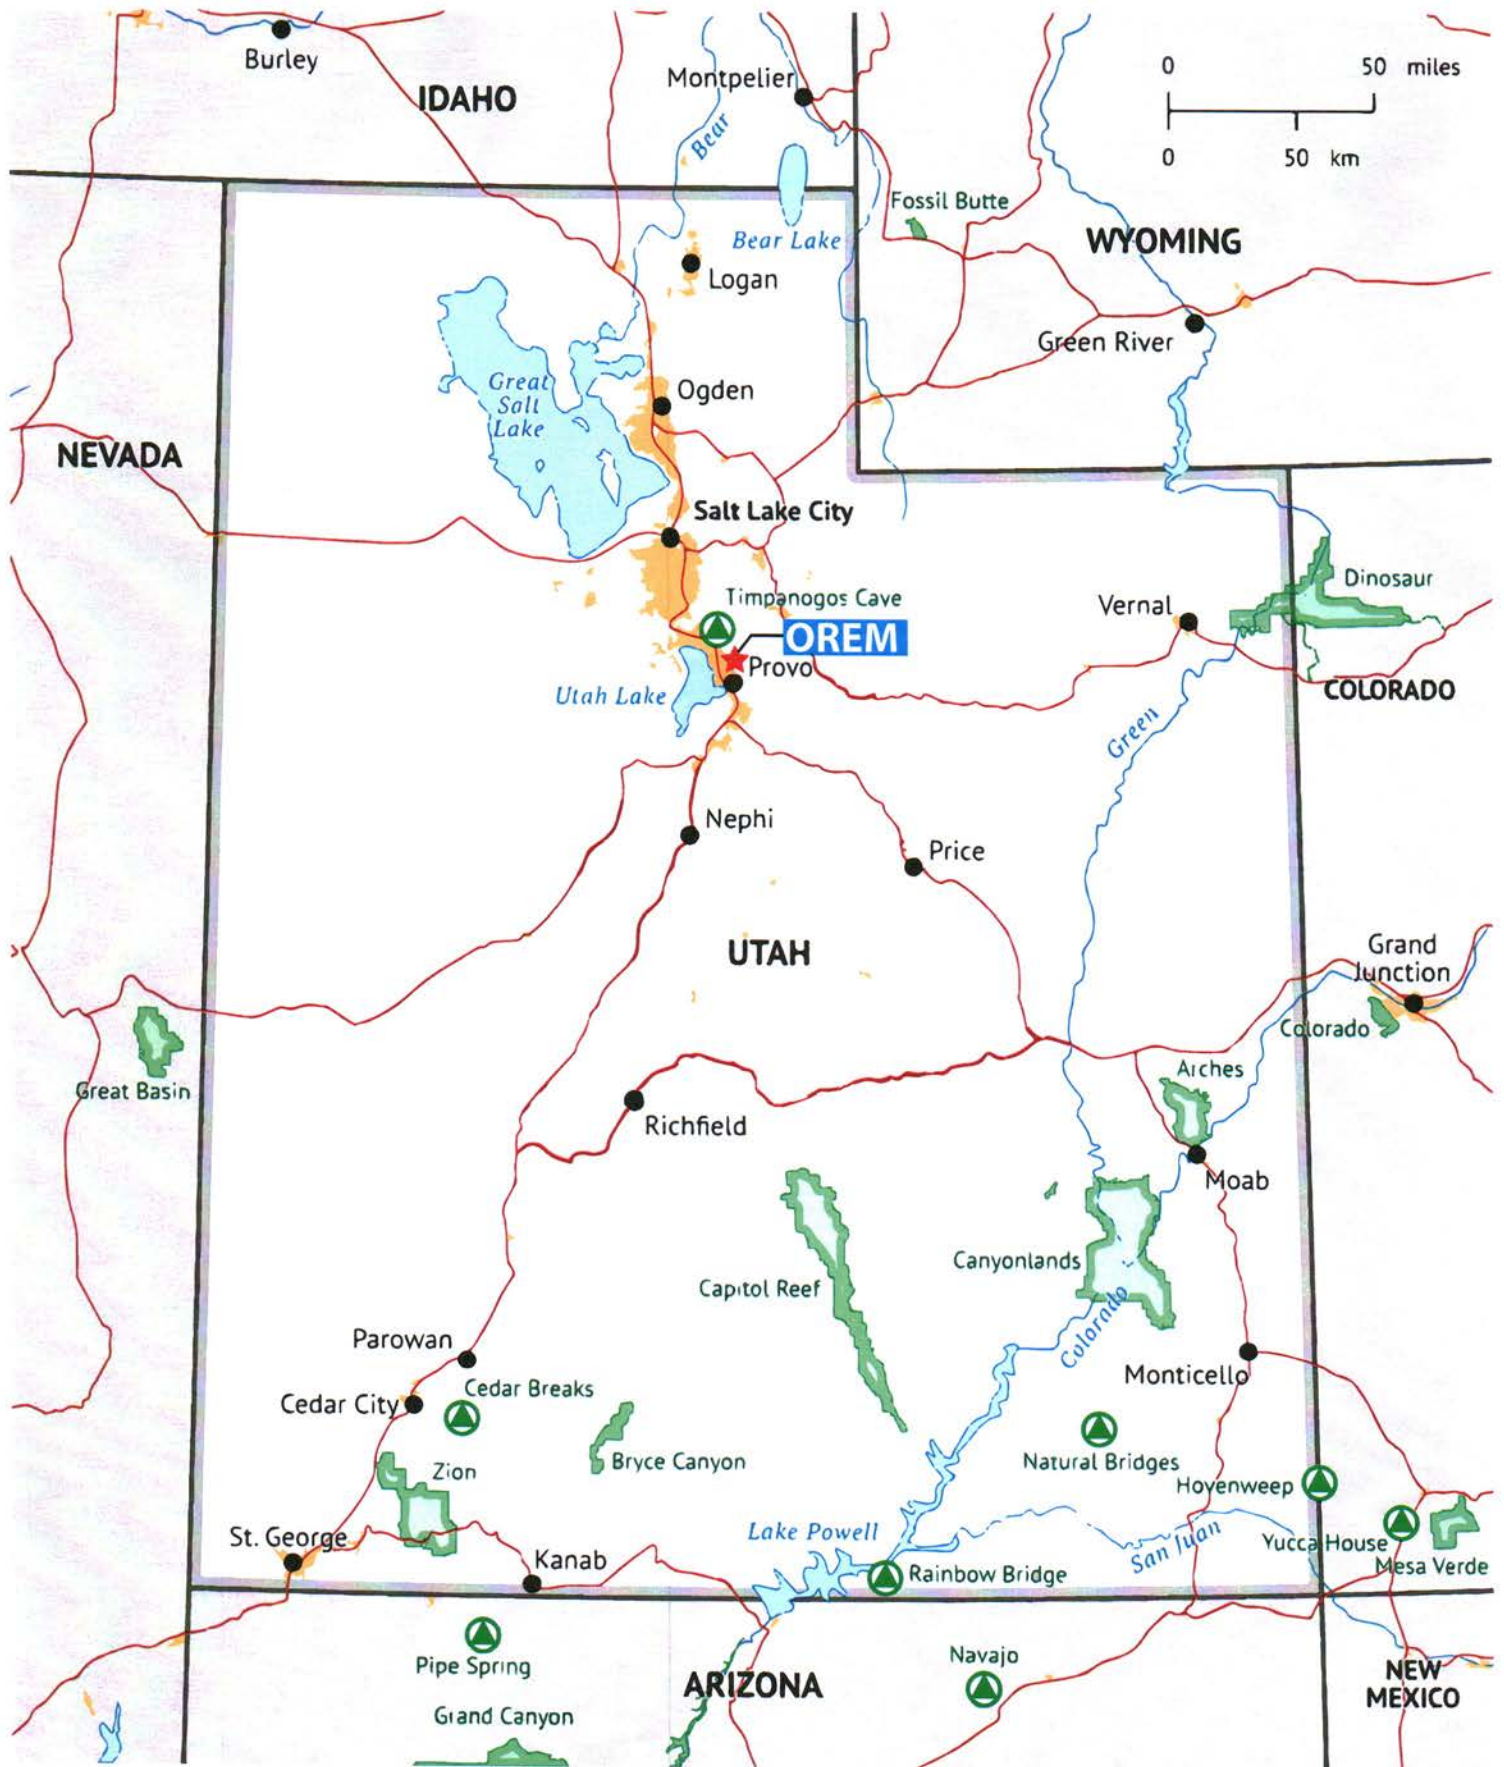 Burley
IDAHO
Montpelier
Bear
0 50 miles
0 50 km
Fossil Butte
WYOMING
Bear Lake
Logan
Green River
Great
Salt
Lake
Ogden
NEVADA
Salt Lake City
Dinosaur
Timpanogos Cave
Vernal
OREM
Provo
Utah Lake
COLORADO
Green
Nephi
Price
UTAH
Grand
Junction
Colorado
Great Basin
Arches
Richfield
Moab
Canyonlands
Capitol Reef
Colorado
Parowan
Monticello
Cedar Breaks
Cedar City
Bryce Canyon
Zion
Natural Bridges
Hovenweep
St. George
Lake Powell
San Juan
Yucca House
Kanab
Rainbow Bridge
Mesa Verde
Pipe Spring
Navajo
ARIZONA
NEW
MEXICO
Grand Canyon